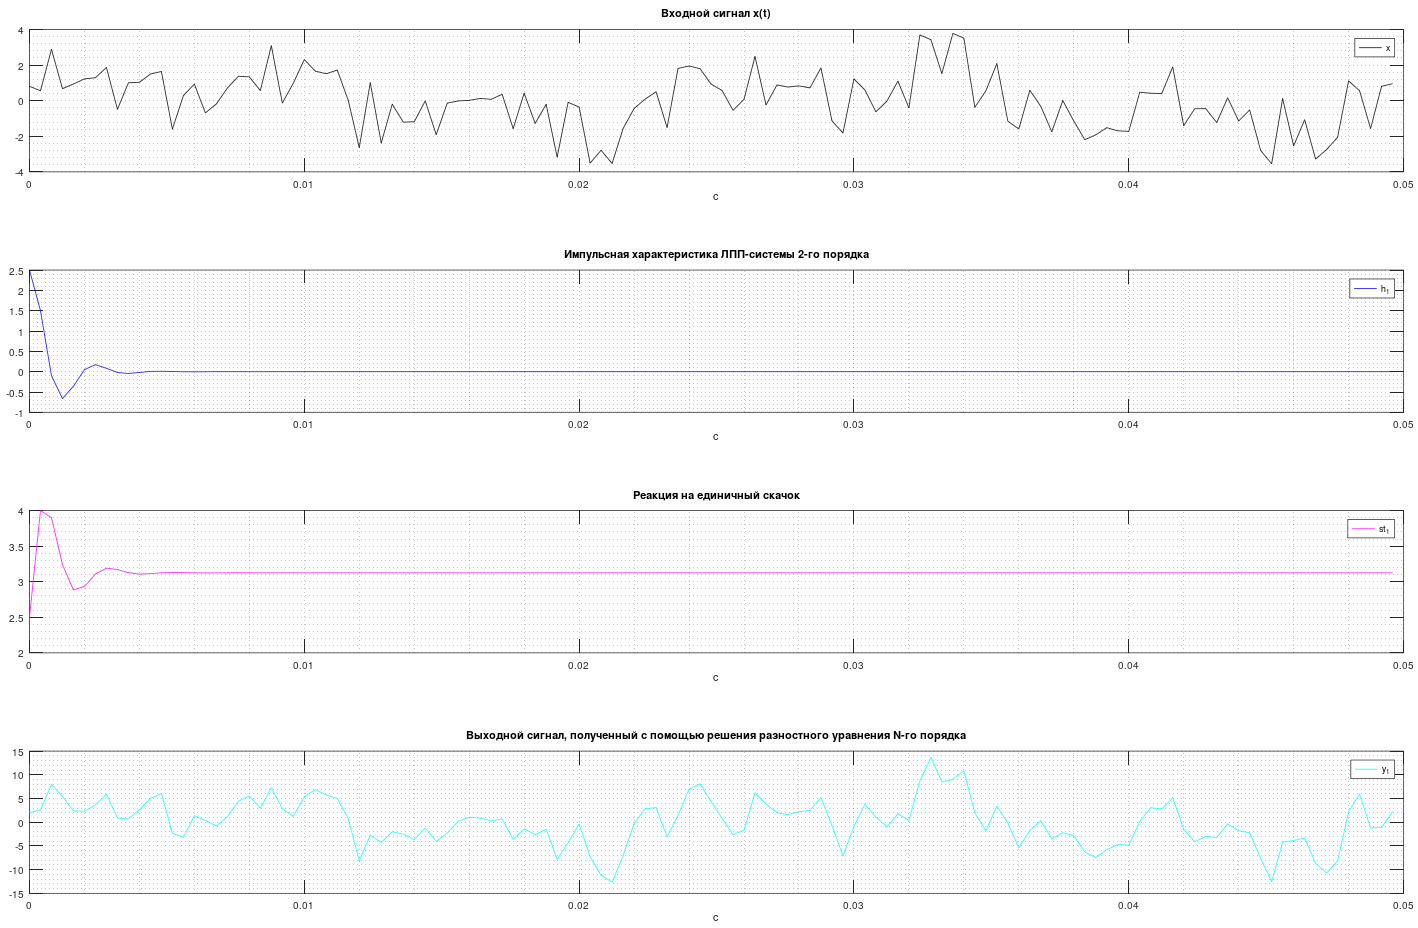 Входной сигнал x(t)
4
2
0
-2
-4
x
0 0.01 0.02 0.03 0.04 0.05
с
Импульсная характеристика ЛПП-системы 2-го порядка
2.5
2
1.5
1
0.5
0
-0.5
-1
h1
0 0.01 0.02 0.03 0.04 0.05
с
Реакция на единичный скачок
4
3.5
3
2.5
2
st1
0 0.01 0.02 0.03 0.04 0.05
с
Выходной сигнал, полученный с помощью решения разностного уравнения N-го порядка
15
10
5
0
-5
-10
-15
y1
0 0.01 0.02 0.03 0.04 0.05
с